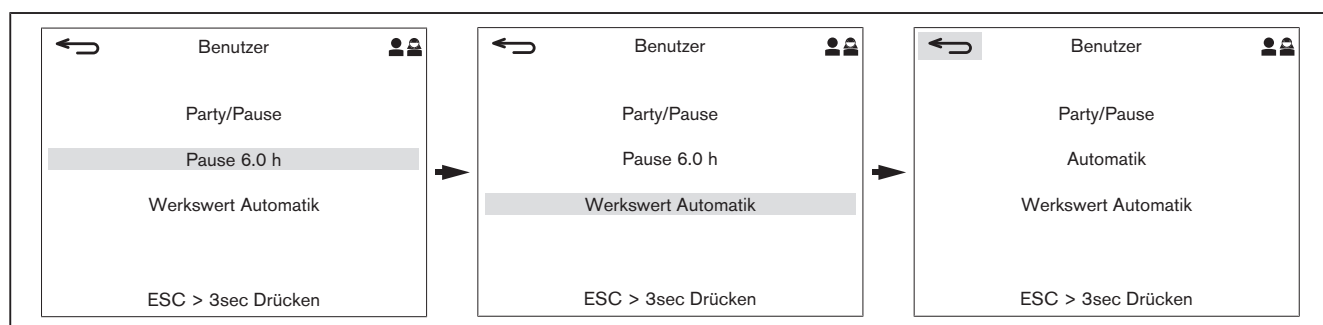 Benutzer
Party/Pause
Pause 6.0 h
Werkswert Automatik
ESC > 3sec Drücken
Benutzer
Party/Pause
Pause 6.0 h
Werkswert Automatik
ESC > 3sec Drücken
Benutzer
Party/Pause
Automatik
Werkswert Automatik
ESC > 3sec Drücken